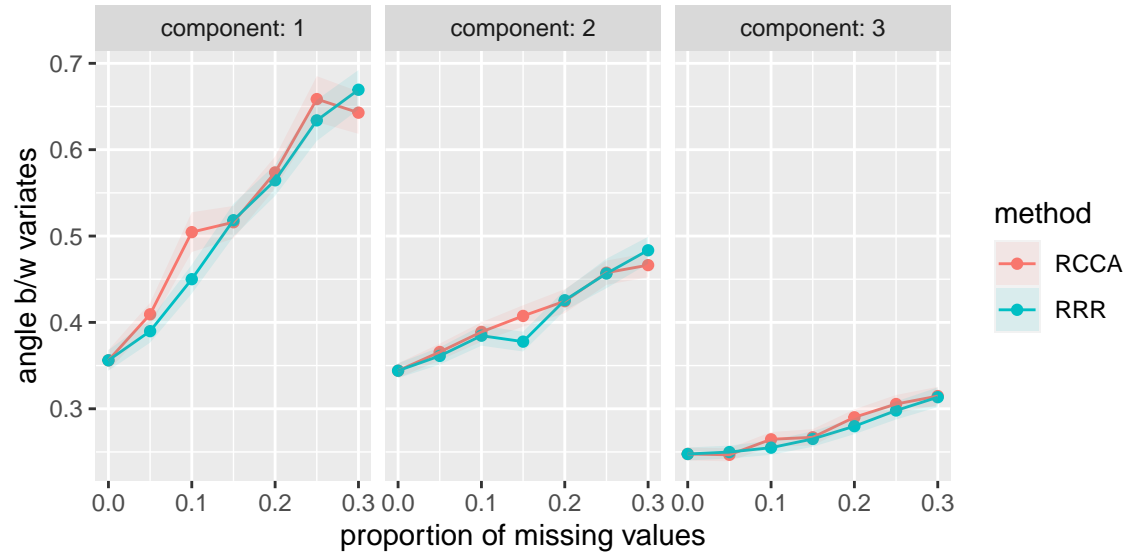 component: 1
component: 2
component: 3
angle b/w variates
0.7
0.6
0.5
0.4
0.3
0.0 0.1 0.2 0.3
0.0 0.1 0.2 0.3
0.0 0.1 0.2 0.3
proportion of missing values
method
RCCA
RRR